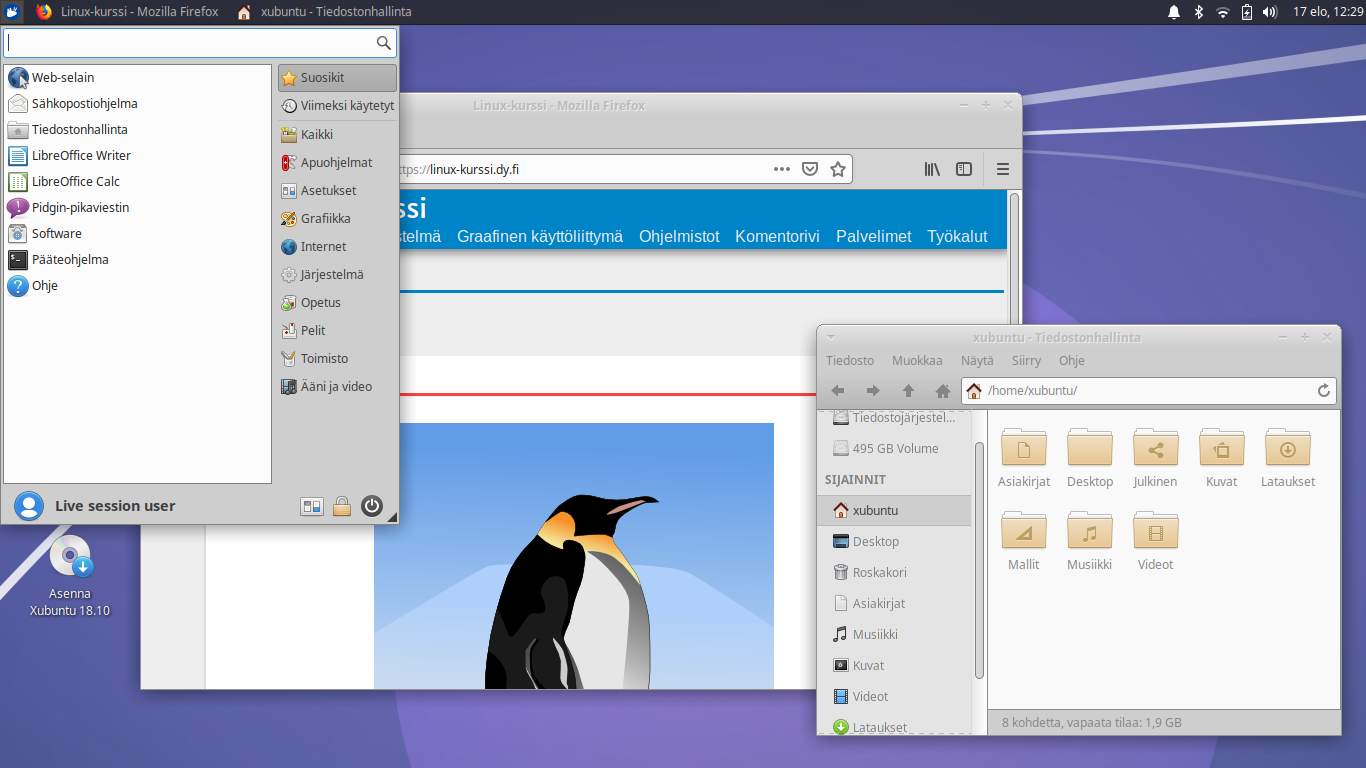 Linux-kurssi - Mozilla Firefox
xubuntu - Tiedostonhallinta
17 elo, 12:29
Web-selain
Sähkopostiohjelma
Tiedostonhallinta
LibreOffice Writer
LibreOffice Calc
Pidgin-pikaviestin
Software
Pääteohjelma
Ohje
Suosikit
Viimeksi käytetyt
Kaikki
Apuohjelmat
Asetukset
Grafiikka
Internet
Järjestelmä
Opetus
Pelit
Toimisto
Ääni ja video
Live session user
Linux-kurssi - Mozilla Firefox
ttps://linux-kurssi.dy.fi
ssi
stelmä Graafinen käyttöliittymä Ohjelmistot Komentorivi Palvelimet Työkalut
Asenna
Xubuntu 18.10
xubuntu - Tiedostonhallinta
Tiedosto Muokkaa Näytä Siirry Ohje
/home/xubuntu/
Tiedostojärjestel...
495 GB Volume
SIJAINNIT
xubuntu
Desktop
Roskakori
Asiakirjat
Musiikki
Kuvat
Videot
Lataukset
Asiakirjat Desktop Julkinen Kuvat Lataukset
Mallit Musiikki Videot
8 kohdetta, vapaata tilaa: 1,9 GB